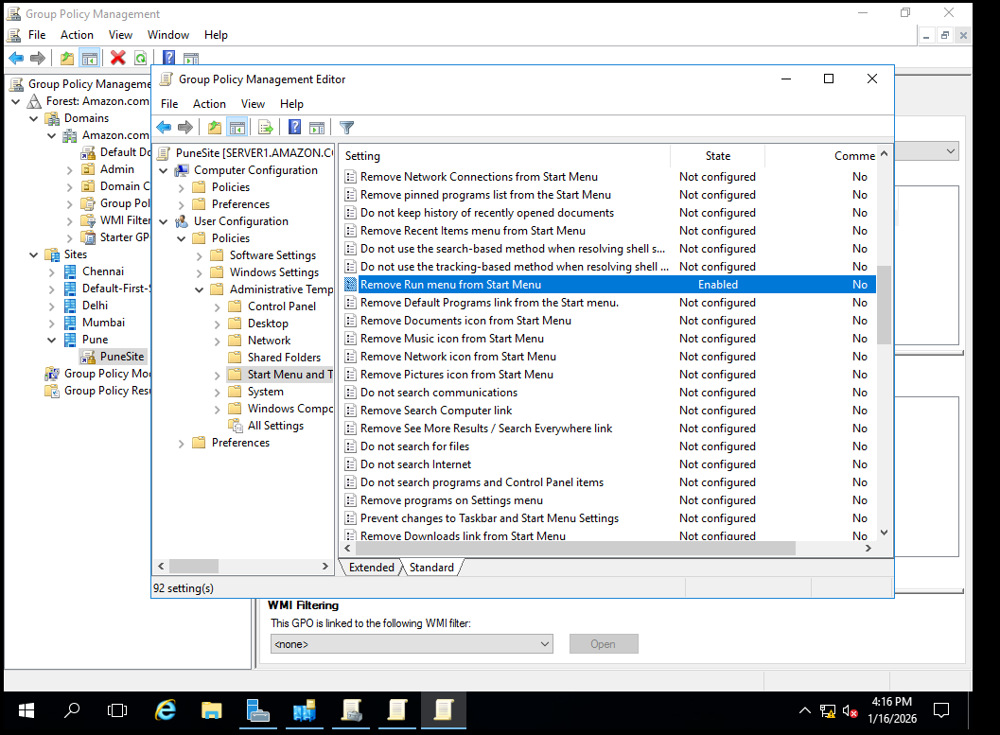 Group Policy Management
File Action View Window Help
Group Policy Manageme
Forest: Amazon.com
Domains
Amazon.com
Default Do
Admin
Domain C
Group Pol
WMI Filter
Starter GP
Sites
Chennai
Default-First-S
Delhi
Mumbai
Pune
PuneSite
Group Policy Mo
Group Policy Resu
Group Policy Management Editor
File Action View Help
PuneSite [SERVER1.AMAZON.CO
Computer Configuration
Policies
Preferences
User Configuration
Policies
Software Settings
Windows Settings
Administrative Temp
Control Panel
Desktop
Network
Shared Folders
Start Menu and T
System
Windows Compo
All Settings
Preferences
Setting State Comme
Remove Network Connections from Start Menu Not configured No
Remove pinned programs list from the Start Menu Not configured No
Do not keep history of recently opened documents Not configured No
Remove Recent Items menu from Start Menu Not configured No
Do not use the search-based method when resolving shell s... Not configured No
Do not use the tracking-based method when resolving shell ... Not configured No
Remove Run menu from Start Menu Enabled No
Remove Default Programs link from the Start menu. Not configured No
Remove Documents icon from Start Menu Not configured No
Remove Music icon from Start Menu Not configured No
Remove Network icon from Start Menu Not configured No
Remove Pictures icon from Start Menu Not configured No
Do not search communications Not configured No
Remove Search Computer link Not configured No
Remove See More Results / Search Everywhere link Not configured No
Do not search for files Not configured No
Do not search Internet Not configured No
Do not search programs and Control Panel items Not configured No
Remove programs on Settings menu Not configured No
Prevent changes to Taskbar and Start Menu Settings Not configured No
Remove Downloads link from Start Menu Not configured No
Extended Standard
92 setting(s)
WMI Filtering
This GPO is linked to the following WMI filter:
<none> Open
4:16 PM
1/16/2026